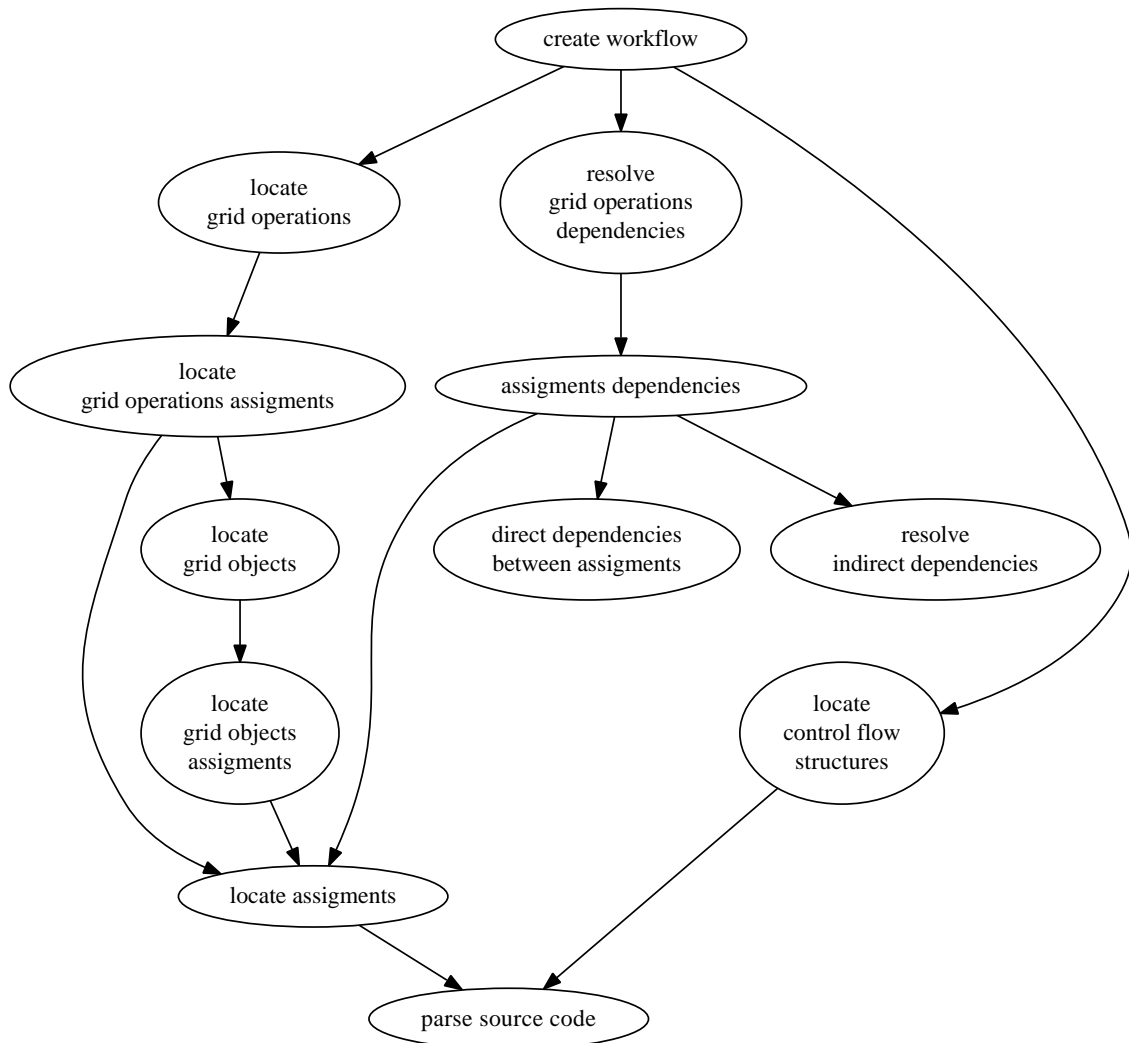 create workflow
locate
grid operations
resolve
grid operations
dependencies
locate
grid operations assigments
assigments dependencies
locate
grid objects
direct dependencies
between assigment
resolve
indirect dependencies
locate
grid objects
assigments
locate
control flow
structures
locate assigments
parse source code